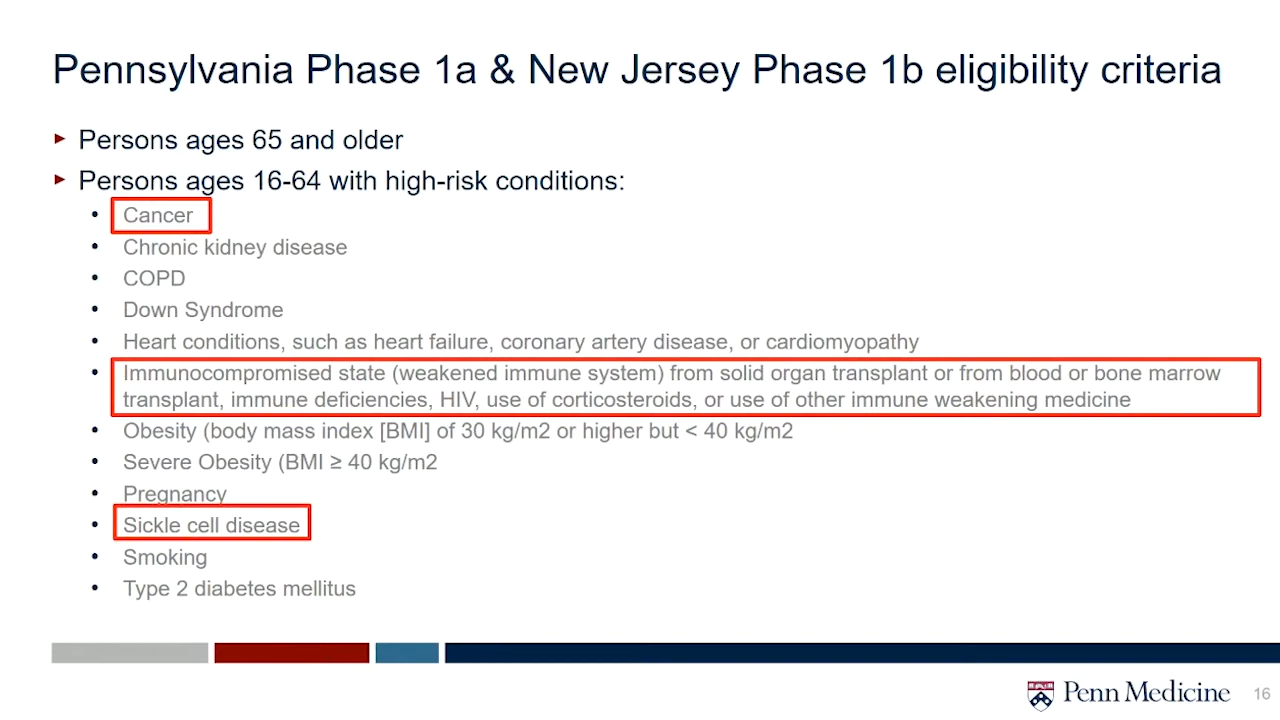 Pennsylvania Phase 1a & New Jersey Phase 1b eligibility criteria
Persons ages 65 and older
Persons ages 16-64 with high-risk conditions:
Cancer
Chronic kidney disease
COPD
Down Syndrome
Heart conditions, such as heart failure, coronary artery disease, or cardiomyopathy
Immunocompromised state (weakened immune system) from solid organ transplant or from blood or bone marrow
transplant, immune deficiencies, HIV, use of corticosteroids, or use of other immune weakening medicine
Obesity (body mass index [BMI] of 30 kg/m2 or higher but < 40 kg/m2
Severe Obesity (BMI ≥ 40 kg/m2
Pregnancy
Sickle cell disease
Smoking
Type 2 diabetes mellitus
Penn Medicine
16